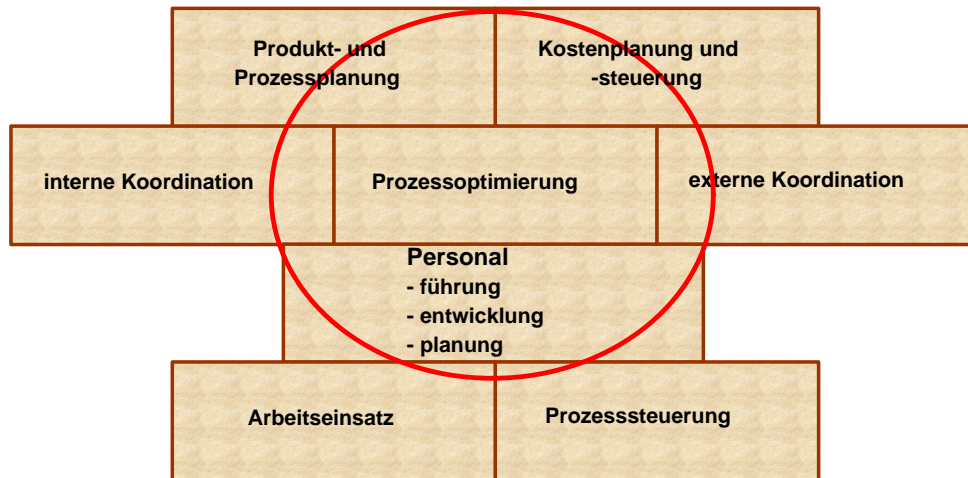 Produkt- und
Prozessplanung
Kostenplanung und
-steuerung
interne Koordination
Prozessoptimierung
externe Koordination
Personal
- führung
- entwicklung
- planung
Arbeitseinsatz
Prozesssteuerung